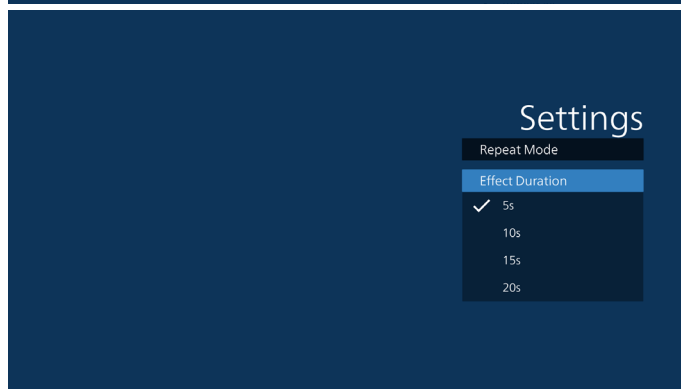 Settings
Repeat Mode
Effect Duration
5s
10s
15s
20s